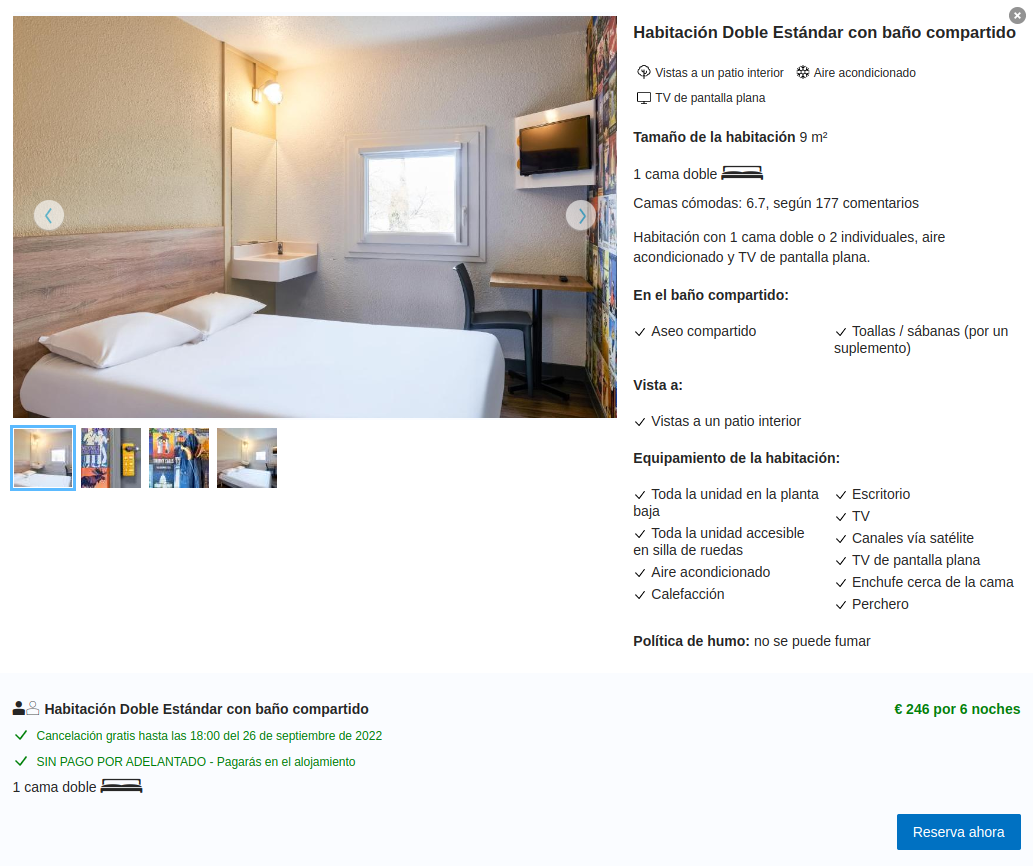 Habitación Doble Estándar con baño compartido
Vistas a un patio interior Aire acondicionado
TV de pantalla plana
Tamaño de la habitación 9 m²
1 cama doble
Camas cómodas: 6.7, según 177 comentarios
Habitación con 1 cama doble o 2 individuales, aire
acondicionado y TV de pantalla plana.
En el baño compartido:
Aseo compartido
Toallas / sábanas (por un
suplemento)
Vista a:
Vistas a un patio interior
Equipamiento de la habitación:
Toda la unidad en la planta
baja
Toda la unidad accesible
en silla de ruedas
Aire acondicionado
Calefacción
Escritorio
TV
Canales vía satélite
TV de pantalla plana
Enchufe cerca de la cama
Perchero
Política de humo: no se puede fumar
Habitación Doble Estándar con baño compartido
€ 246 por 6 noches
Cancelación gratis hasta las 18:00 del 26 de septiembre de 2022
SIN PAGO POR ADELANTADO - Pagarás en el alojamiento
1 cama doble
Reserva ahora